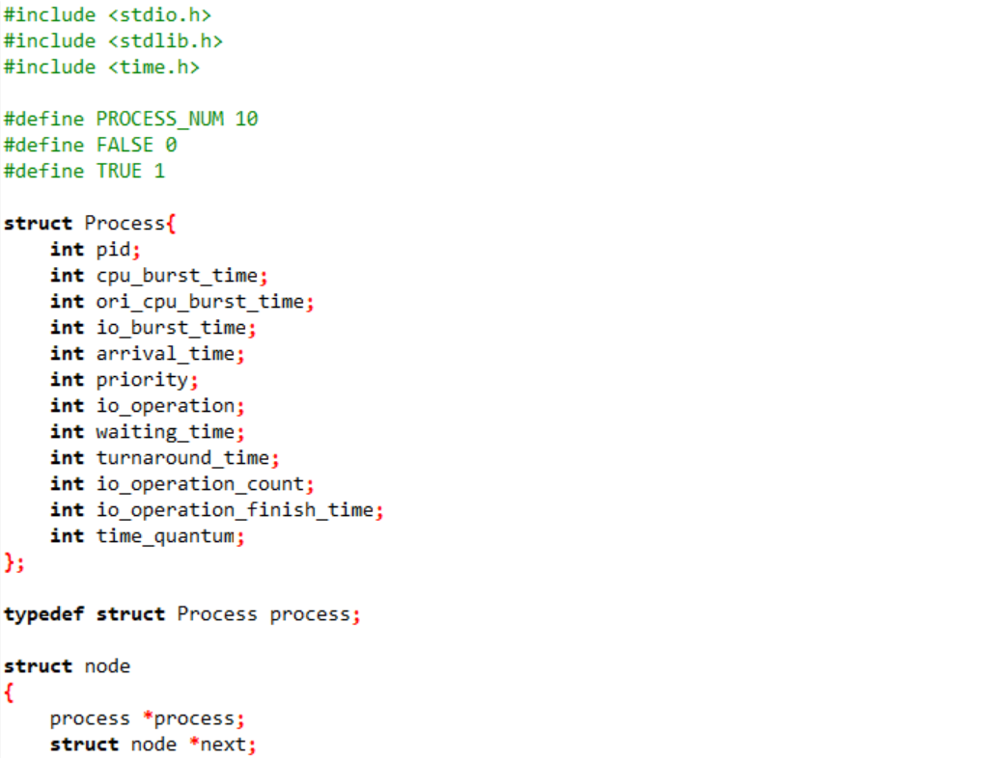 #include <stdio.h>
#include <stdlib.h>
#include <time.h>
#define PROCESS_NUM 10
#define FALSE 0
#define TRUE 1
struct Process{
    int pid;
    int cpu_burst_time;
    int ori_cpu_burst_time;
    int io_burst_time;
    int arrival_time;
    int priority;
    int io_operation;
    int waiting_time;
    int turnaround_time;
    int io_operation_count;
    int io_operation_finish_time;
    int time_quantum;
};
typedef struct Process process;
struct node
{
    process *process;
    struct node *next;